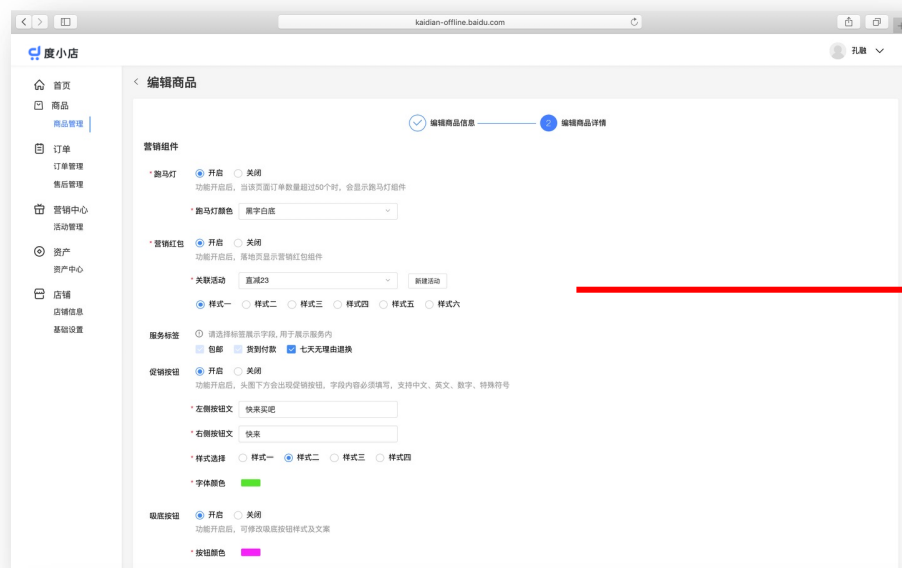 kaidian-offline.baidu.com
度小店
孔融
首页
商品
商品管理
订单
订单管理
售后管理
营销中心
活动管理
资产
资产中心
店铺
店铺信息
基础设置
编辑商品
编辑商品信息
2 编辑商品详情
营销组件
* 跑马灯 开启 关闭
功能开启后，当该页面订单数量超过50个时，会显示跑马灯组件
* 跑马灯颜色 黑字白底
* 营销红包 开启 关闭
功能开启后，落地页显示营销红包组件
* 关联活动 直减23 新建活动
样式一 样式二 样式三 样式四 样式五 样式六
服务标签 请选择标签展示字段, 用于展示服务内
包邮 货到付款 七天无理由退换
促销按钮 开启 关闭
功能开启后，头图下方会出现促销按钮，字段内容必须填写，支持中文、英文、数字、特殊符号
* 左侧按钮文 快来买吧
* 右侧按钮文 快来
* 样式选择 样式一 样式二 样式三 样式四
* 字体颜色
吸底按钮 开启 关闭
功能开启后，可修改吸底按钮样式及文案
* 按钮颜色